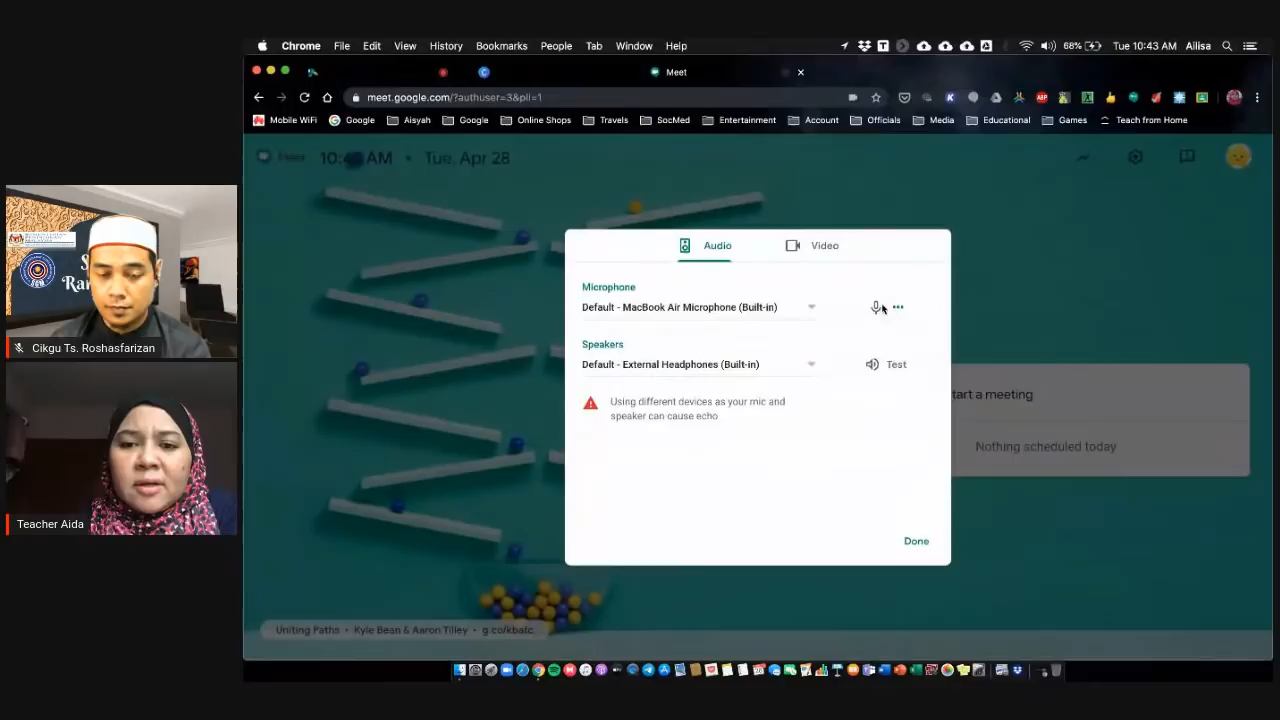 Chrome File Edit View History Bookmarks People Tab Window Help
68% Tue 10:43 AM Ailisa
Meet
meet.google.com/?authuser=3&pli=1
Mobile WiFi Google Aisyah Google Online Shops Travels SocMed Entertainment Account Officials Media Educational Games Teach from Home
Meet 10:43 AM • Tue, Apr 28
Audio Video
Microphone
Default - MacBook Air Microphone (Built-in)
Speakers
Default - External Headphones (Built-in)
Test
Using different devices as your mic and
speaker can cause echo
Done
tart a meeting
Nothing scheduled today
Uniting Paths • Kyle Bean & Aaron Tilley • g.co/kbatc
Cikgu Ts. Roshasfarizan
Teacher Aida